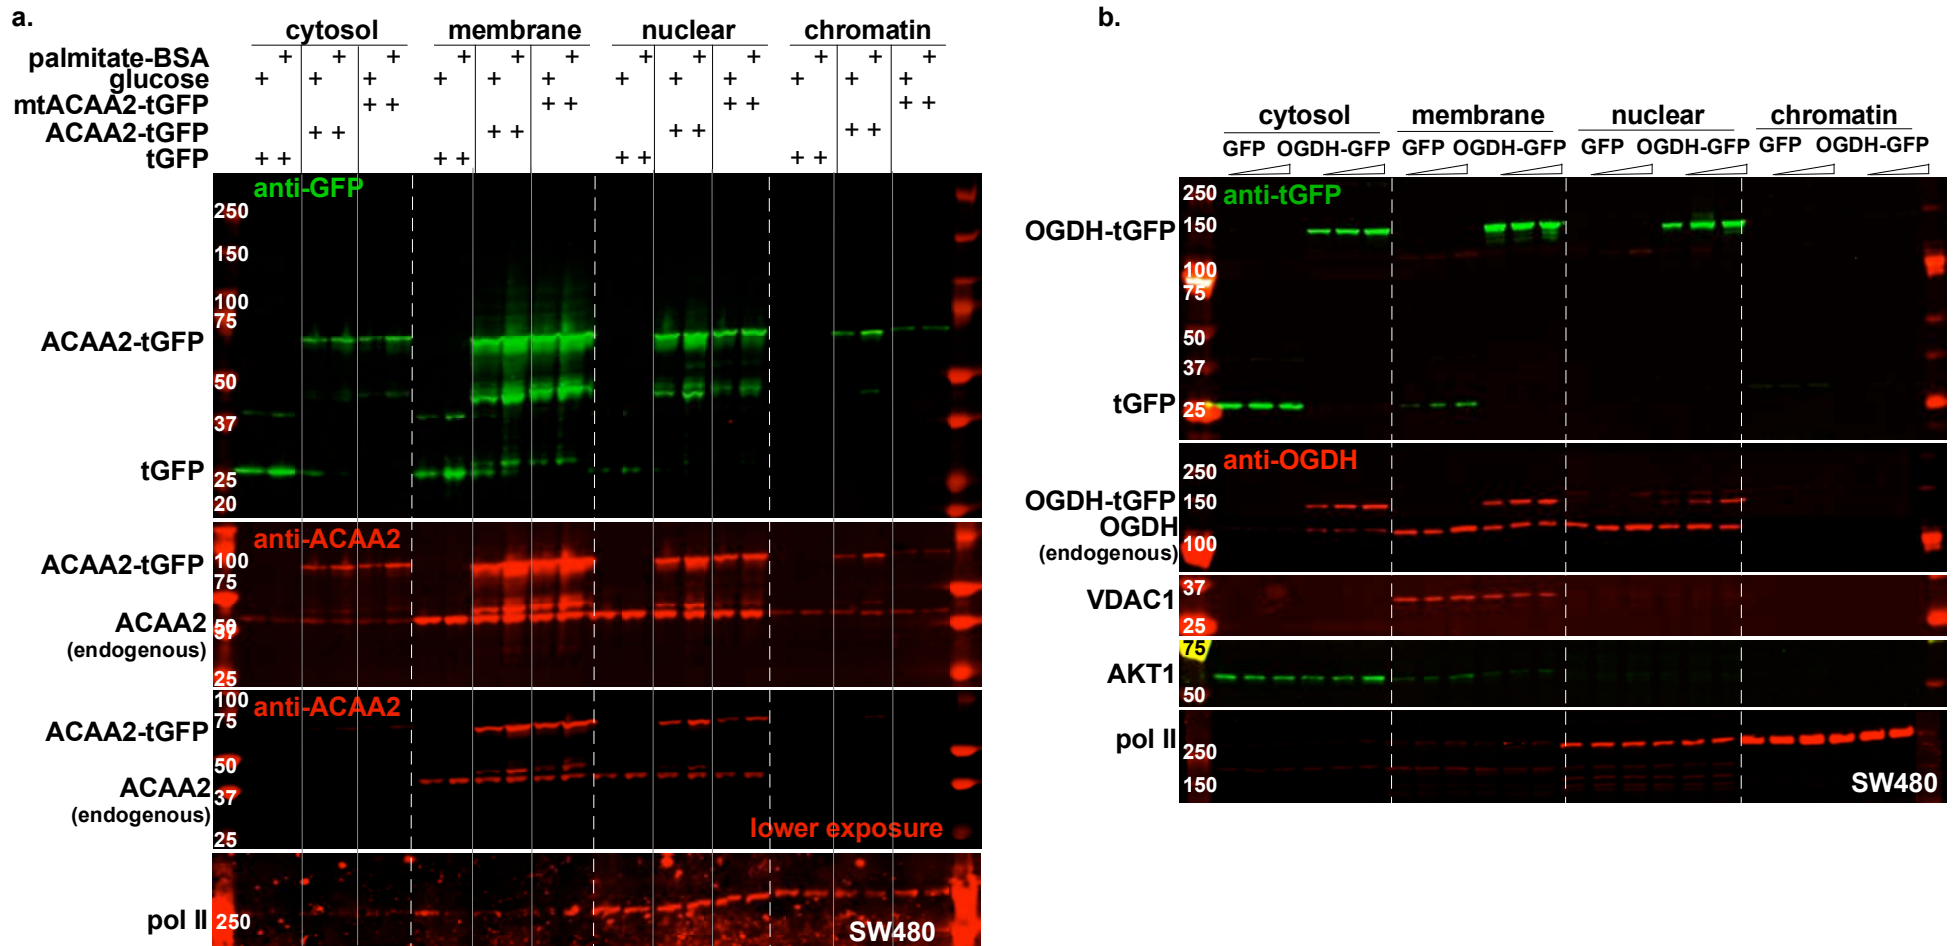 a.
cytosol membrane nuclear chromatin
palmitate-BSA + + + + + + + + + + + +
glucose + + + + + + + + + + + +
mtACAA2-tGFP + + + + + + + +
ACAA2-tGFP + + + + + + + +
tGFP + + + + + + + +
anti-GFP
250
150
100
75
ACAA2-tGFP
50
37
tGFP
25
20
anti-ACAA2
ACAA2-tGFP 100
75
ACAA2 50
37
(endogenous)
25
100
anti-ACAA2
75
ACAA2-tGFP
50
ACAA2
37
(endogenous)
lower exposure
25
pol II 250
SW480
b.
cytosol membrane nuclear chromatin
GFP OGDH-GFP GFP OGDH-GFP GFP OGDH-GFP GFP OGDH-GFP
250 anti-tGFP
150
OGDH-tGFP
100
75
50
37
tGFP 25
anti-OGDH
250
OGDH-tGFP 150
OGDH
(endogenous) 100
37
VDAC1
25
75
AKT1
50
pol II
250
150
SW480